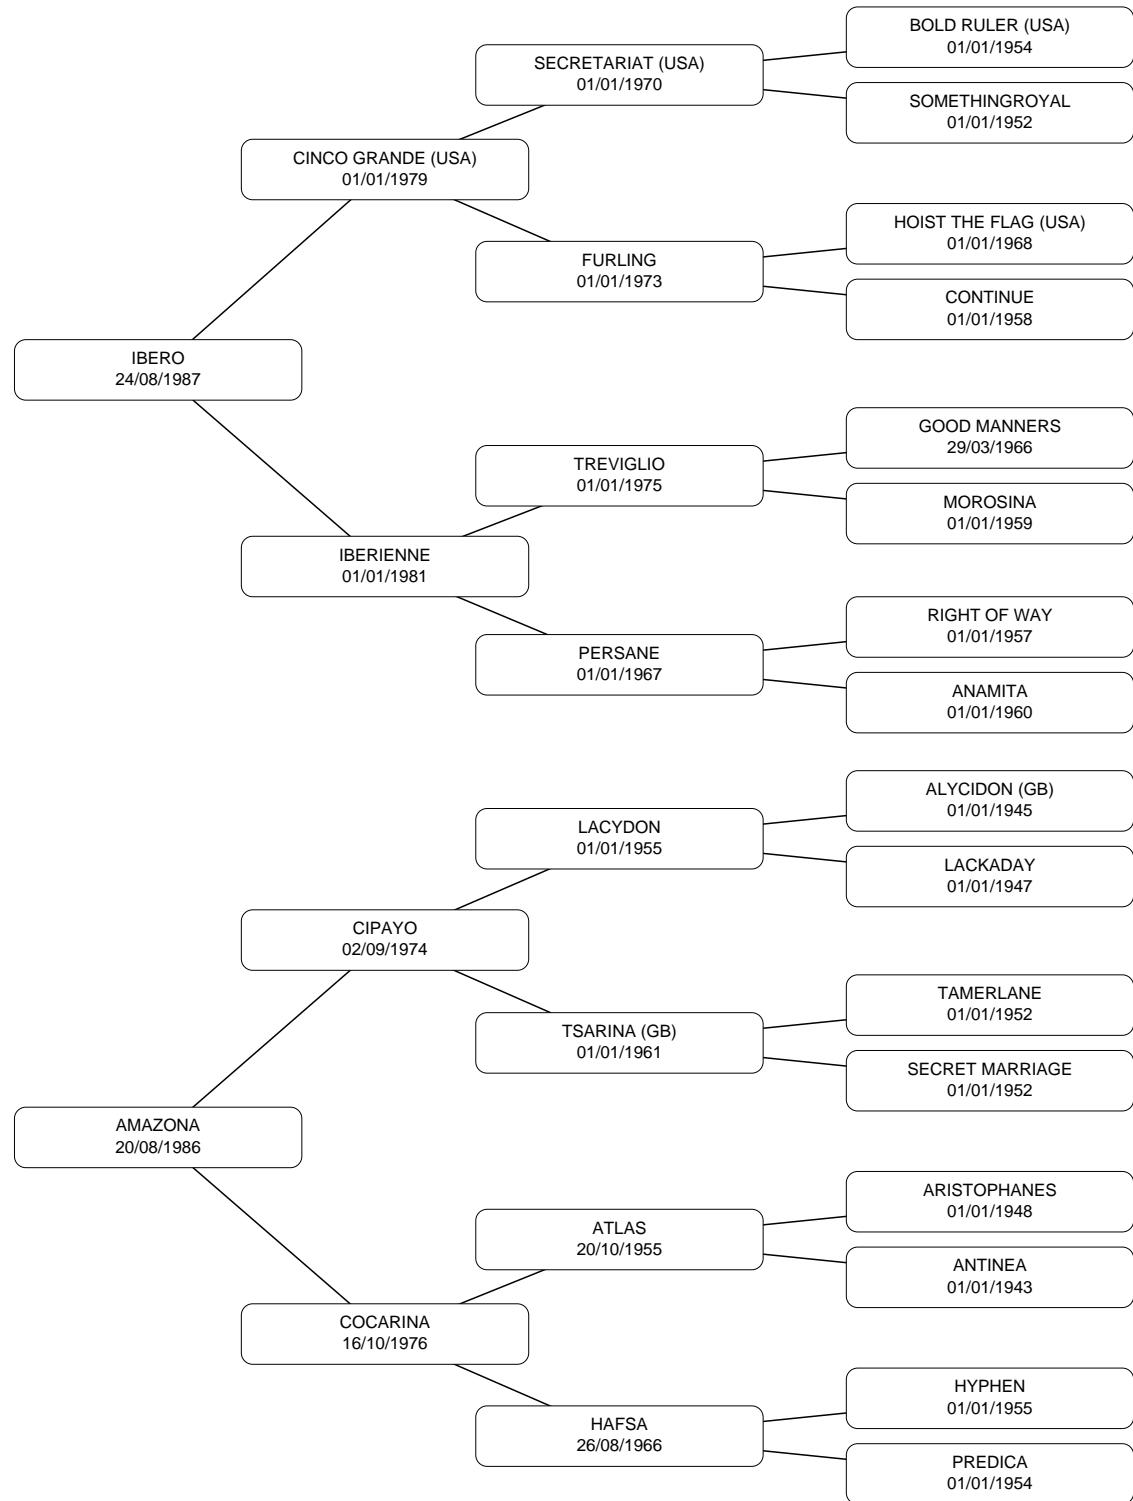 BOLD RULER (USA)
01/01/1954
SECRETARIAT (USA)
01/01/1970
SOMETHINGROYAL
01/01/1952
CINCO GRANDE (USA)
01/01/1979
HOIST THE FLAG (USA)
01/01/1968
FURLING
01/01/1973
CONTINUE
01/01/1958
IBERO
24/08/1987
GOOD MANNERS
29/03/1966
TREVIGLIO
01/01/1975
MOROSINA
01/01/1959
IBERIENNE
01/01/1981
RIGHT OF WAY
01/01/1957
PERSANE
01/01/1967
ANAMITA
01/01/1960
ALYCIDON (GB)
01/01/1945
LACYDON
01/01/1955
LACKADAY
01/01/1947
CIPAYO
02/09/1974
TAMERLANE
01/01/1952
TSARINA (GB)
01/01/1961
SECRET MARRIAGE
01/01/1952
AMAZONA
20/08/1986
ARISTOPHANES
01/01/1948
ATLAS
20/10/1955
ANTINEA
01/01/1943
COCARINA
16/10/1976
HYPHEN
01/01/1955
HAFSA
26/08/1966
PREDICA
01/01/1954